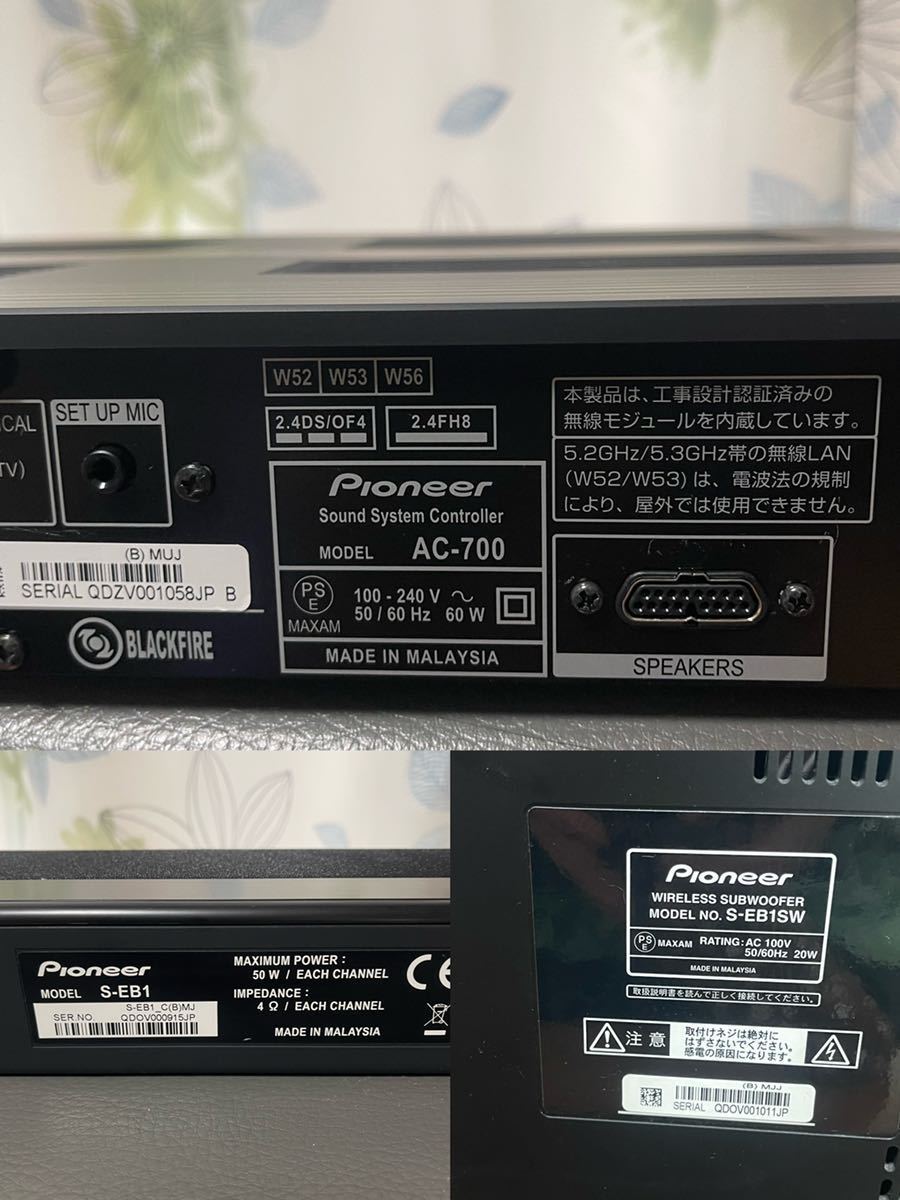 W52 W53 W56
2.4DS/OF4
2.4FH8
CAL
TV)
SET UP MIC
Pioneer
Sound System Controller
MODEL AC-700
PS
E
MAXAM
100 - 240 V ~
50 / 60 Hz 60 W
MADE IN MALAYSIA
(B) MUJ
SERIAL QDZV001058JP B
BLACKFIRE
本製品は、工事設計認証済みの
無線モジュールを内蔵しています。
5.2GHz/5.3GHz帯の無線LAN
(W52/W53) は、電波法の規制
により、屋外では使用できません。
SPEAKERS
Pioneer
MODEL S-EB1
S-EB1_C(B)MJ
SER.NO. QDOV000915JP
MAXIMUM POWER :
50 W / EACH CHANNEL
IMPEDANCE :
4 Ω / EACH CHANNEL
MADE IN MALAYSIA
CE
Pioneer
WIRELESS SUBWOOFER
MODEL NO. S-EB1SW
PS
E
MAXAM
RATING: AC 100V
50/60Hz 20W
MADE IN MALAYSIA
取扱説明書を読んで正しく接続してください。
注意
取付けネジは絶対に
はずさないでください。
感電の原因になります。
(B) MJJ
SERIAL QDOV001011JP